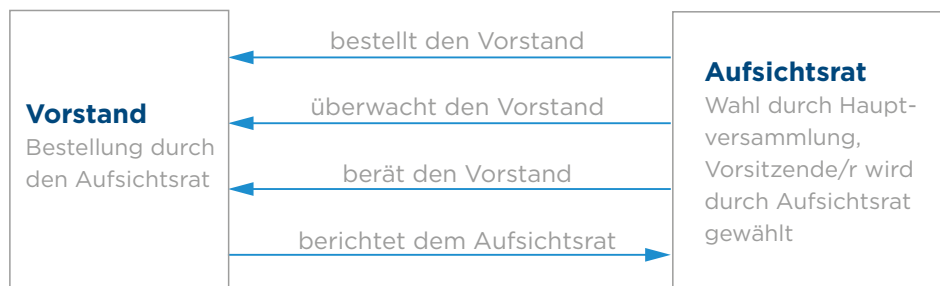 Vorstand
Bestellung durch
den Aufsichtsrat
bestellt den Vorstand
überwacht den Vorstand
berät den Vorstand
berichtet dem Aufsichtsrat
Aufsichtsrat
Wahl durch Haupt-
versammlung,
Vorsitzende/r wird
durch Aufsichtsrat
gewählt